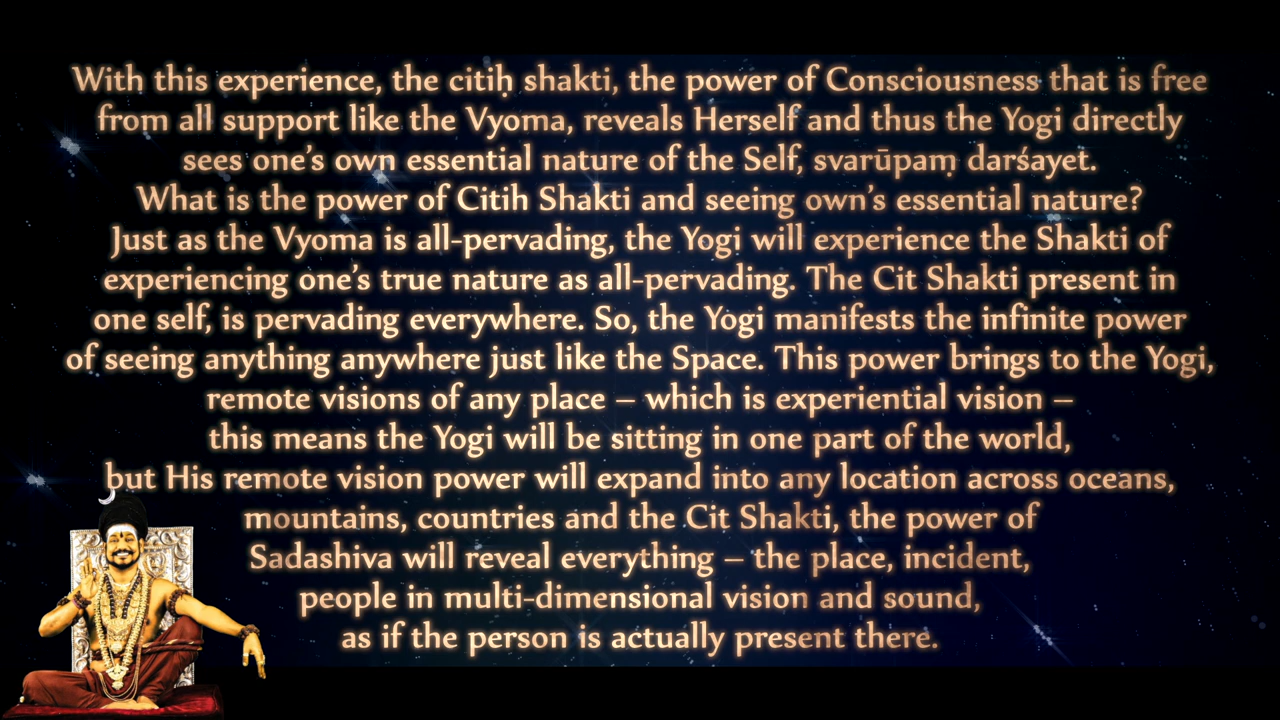 With this experience, the citiḥ shakti, the power of Consciousness that is free
from all support like the Vyoma, reveals Herself and thus the Yogi directly
sees one’s own essential nature of the Self, svarūpaṃ darśayet.
What is the power of Citih Shakti and seeing own’s essential nature?
Just as the Vyoma is all-pervading, the Yogi will experience the Shakti of
experiencing one’s true nature as all-pervading. The Cit Shakti present in
one self, is pervading everywhere. So, the Yogi manifests the infinite power
of seeing anything anywhere just like the Space. This power brings to the Yogi,
remote visions of any place – which is experiential vision –
this means the Yogi will be sitting in one part of the world,
but His remote vision power will expand into any location across oceans,
mountains, countries and the Cit Shakti, the power of
Sadashiva will reveal everything – the place, incident,
people in multi-dimensional vision and sound,
as if the person is actually present there.